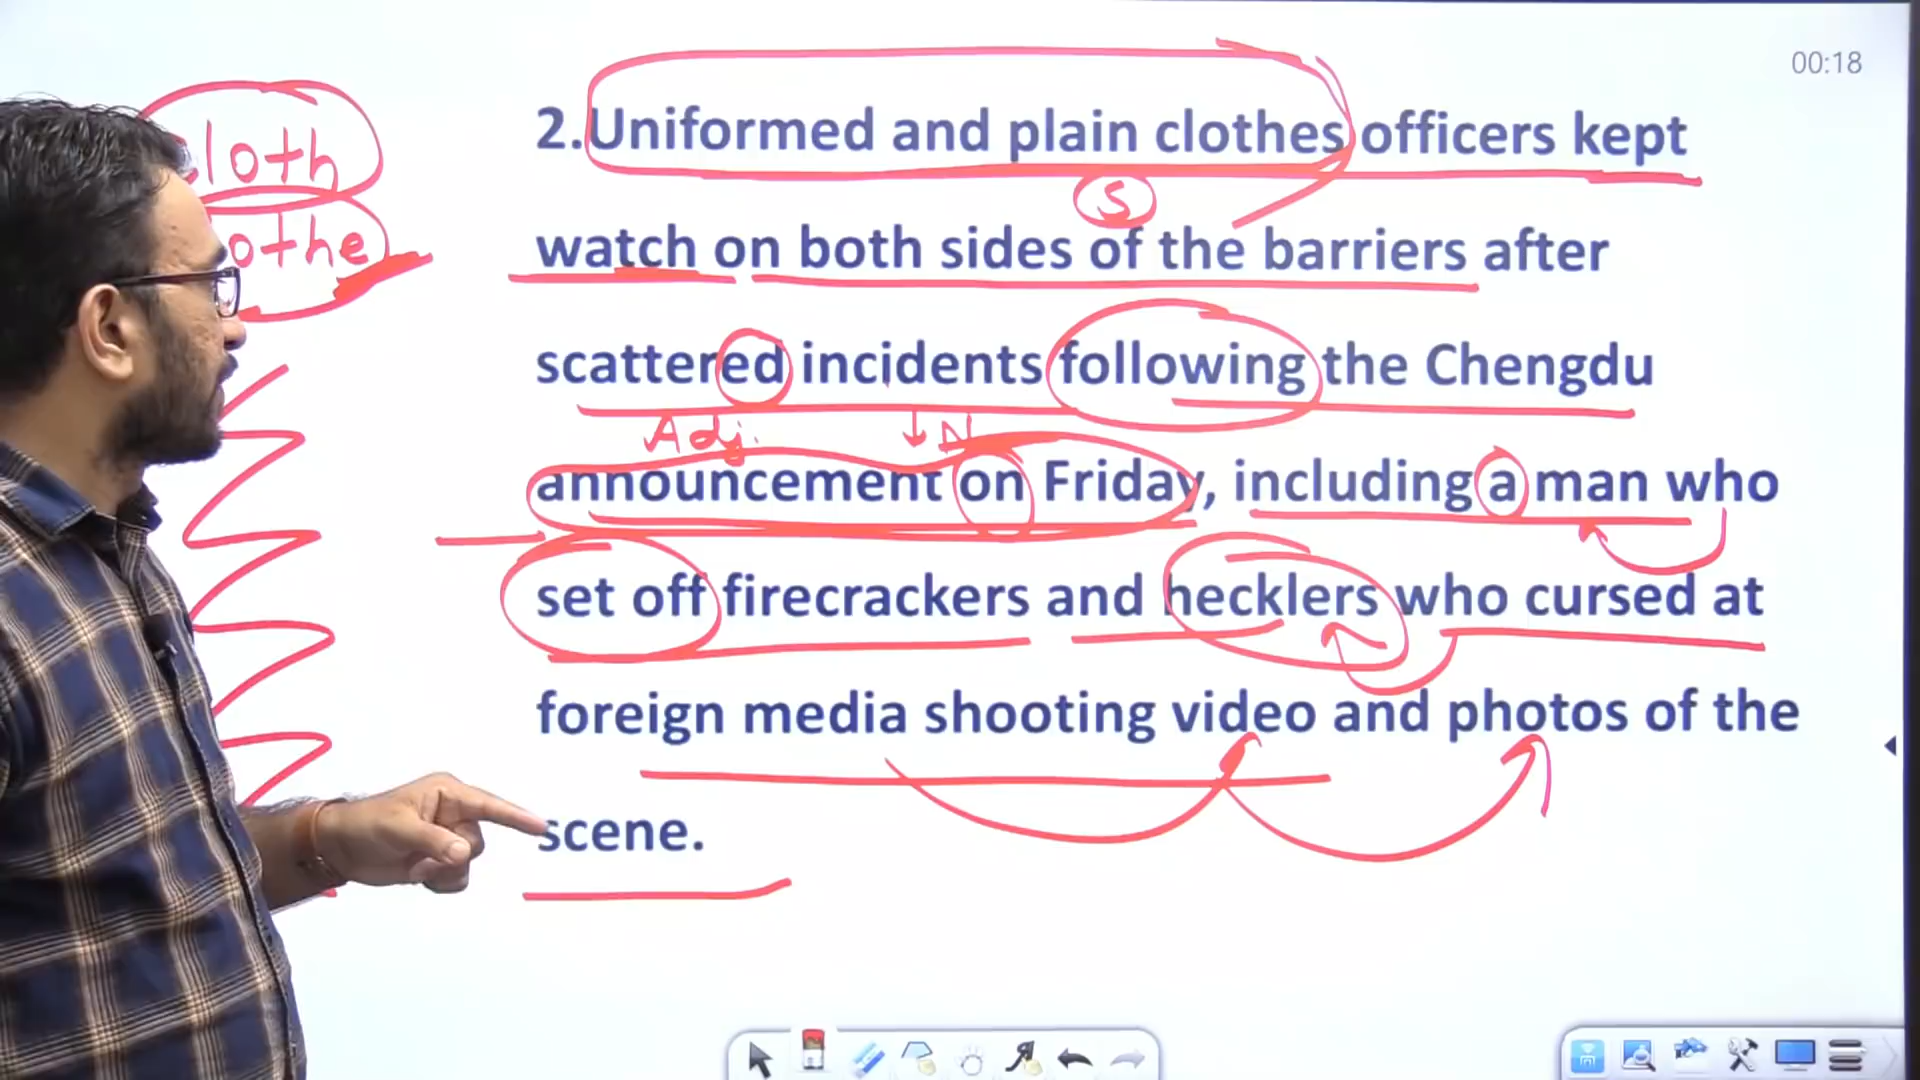 00:18
loth
othe
2.Uniformed and plain clothes officers kept
S
watch on both sides of the barriers after
scattered incidents following the Chengdu
Adj. N
announcement on Friday, including a man who
set off firecrackers and hecklers who cursed at
foreign media shooting video and photos of the
scene.